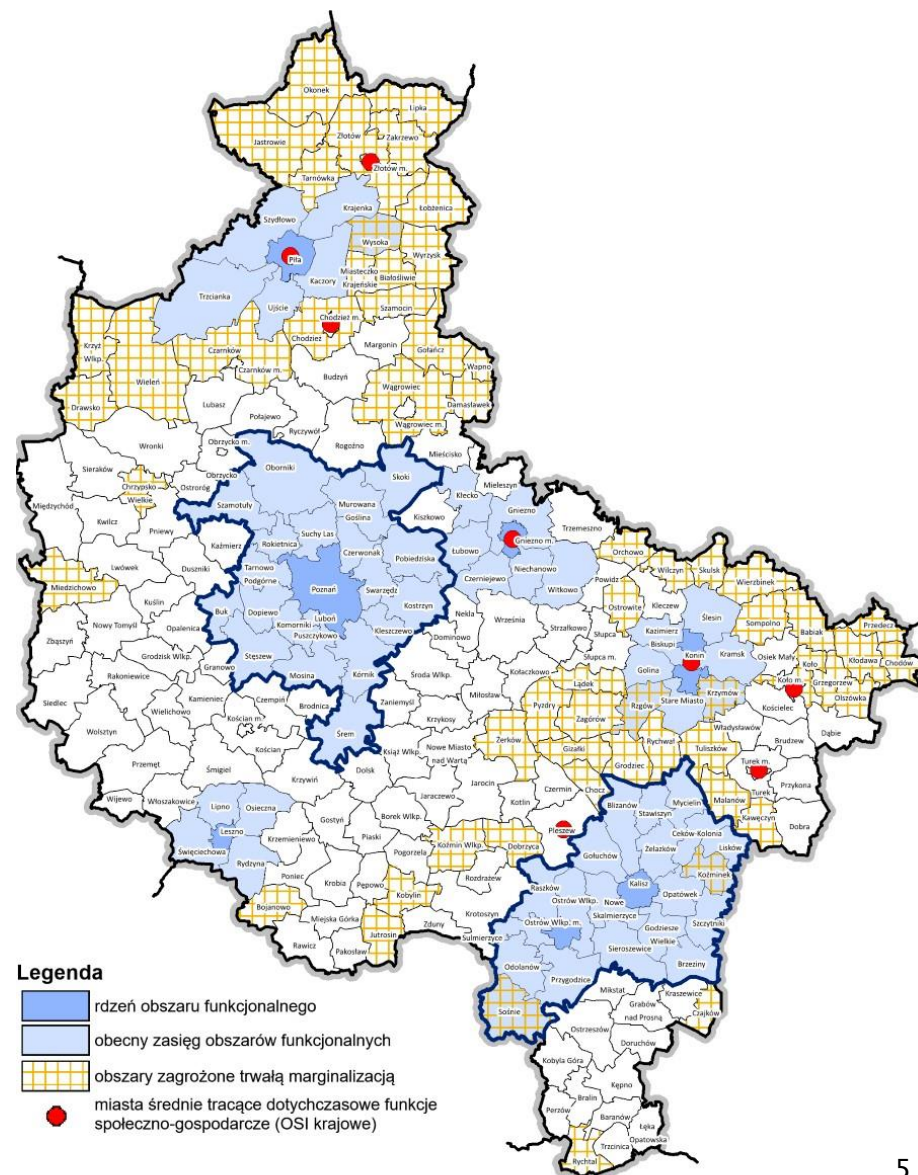 Okonek
Lipka
Jastrowie
Złotów
Zakrzewo
Złotów m.
Tarnówka
Łobżenica
Krajenka
Szydłowo
Wysoka
Wyrzysk
Piła
Miasteczko
Krajeńskie
Białośliwie
Kaczory
Trzcianka
Ujście
Szamocin
Chodzież m.
Chodzież
Margonin
Gołańcz
Krzyż
Wlkp.
Wieleń
Czarnków
Czarnków m.
Budzyń
Wapno
Damasławek
Wągrowiec
Wągrowiec m.
Drawsko
Lubasz
Połajewo
Ryczywół
Rogoźno
Mieścisko
Wronki
Obrzycko m.
Obrzycko
Oborniki
Skoki
Mieleszyn
Sieraków
Chrzypsko
Wielkie
Ostroróg
Szamotuły
Murowana
Goślina
Kłecko
Gniezno
Kiszkowo
Trzemeszno
Międzychód
Kwilcz
Pniewy
Kaźmierz
Rokietnica
Suchy Las
Czerwonak
Pobiedziska
Łubowo
Gniezno m.
Niechanowo
Orchowo
Wilczyn
Skulsk
Wierzbinek
Lwówek
Duszniki
Tarnowo
Podgórne
Poznań
Swarzędz
Czerniejewo
Witkowo
Powidz
Ostrowite
Kleczew
Ślesin
Sompolno
Babiak
Przedecz
Miedzichowo
Kuślin
Buk
Dopiewo
Luboń
Komorniki
Puszczykowo
Kostrzyn
Kleszczewo
Nekla
Września
Strzałkowo
Słupca
Kazimierz
Biskupi
Kramsk
Osiek Mały
Koło
Kłodawa
Chodów
Zbąszyń
Nowy Tomyśl
Opalenica
Dominowo
Słupca m.
Golina
Konin
Koło m.
Grzegorzew
Olszówka
Grodzisk Wlkp.
Granowo
Stęszew
Mosina
Kórnik
Środa Wlkp.
Kołaczkowo
Lądek
Rzgów
Stare Miasto
Krzymów
Kościelec
Dąbie
Rakoniewice
Kamieniec
Czempiń
Brodnica
Zaniemyśl
Miłosław
Pyzdry
Zagórów
Władysławów
Brudzew
Siedlec
Wielichowo
Kościan m.
Śrem
Krzykosy
Żerków
Gizałki
Grodziec
Rychwał
Tuliszków
Turek m.
Turek
Przykona
Wolsztyn
Kościan
Książ Wlkp.
Nowe Miasto
nad Wartą
Przemęt
Śmigiel
Dolsk
Jarocin
Czermin
Chocz
Malanów
Kawęczyn
Dobra
Wijewo
Włoszakowice
Lipno
Osieczna
Krzywiń
Jaraczewo
Kotlin
Blizanów
Stawiszyn
Mycielin
Gostyń
Borek Wlkp.
Pleszew
Ceków-Kolonia
Leszno
Krzemieniewo
Piaski
Koźmin Wlkp.
Dobrzyca
Gołuchów
Żelazków
Lisków
Święciechowa
Rydzyna
Poniec
Pogorzela
Rozdrażew
Kalisz
Opatówek
Koźminek
Krobia
Pępowo
Kobylin
Krotoszyn
Raszków
Ostrów Wlkp.
Nowe
Skalmierzyce
Bojanowo
Miejska Górka
Jutrosin
Zduny
Sulmierzyce
Ostrów Wlkp. m.
Godziesze
Wielkie
Szczytniki
Rawicz
Pakosław
Sieroszewice
Brzeziny
Odolanów
Przygodzice
Sośnie
Mikstat
Grabów
nad Prosną
Kraszewice
Czajków
Ostrzeszów
Doruchów
Kobyla Góra
Kępno
Bralin
Perzów
Baranów
Łęka
Opatowska
Trzcinica
Rychtal
Legenda
rdzeń obszaru funkcjonalnego
obecny zasięg obszarów funkcjonalnych
obszary zagrożone trwałą marginalizacją
miasta średnie tracące dotychczasowe funkcje
społeczno-gospodarcze (OSI krajowe)
5